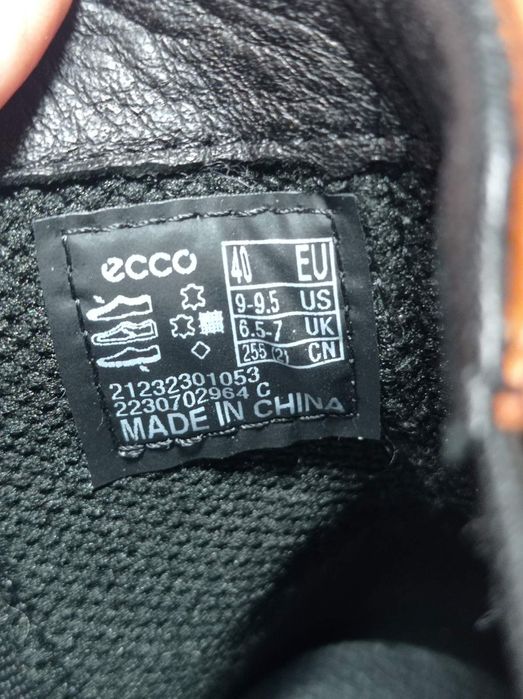 ecco
40 EU
9-9.5 US
6.5-7 UK
255 (2) CN
21232301053
2230702964 C
MADE IN CHINA